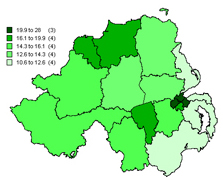 19.9 to 28 (3)
16.1 to 19.9 (4)
14.3 to 16.1 (4)
12.6 to 14.3 (4)
10.6 to 12.6 (4)